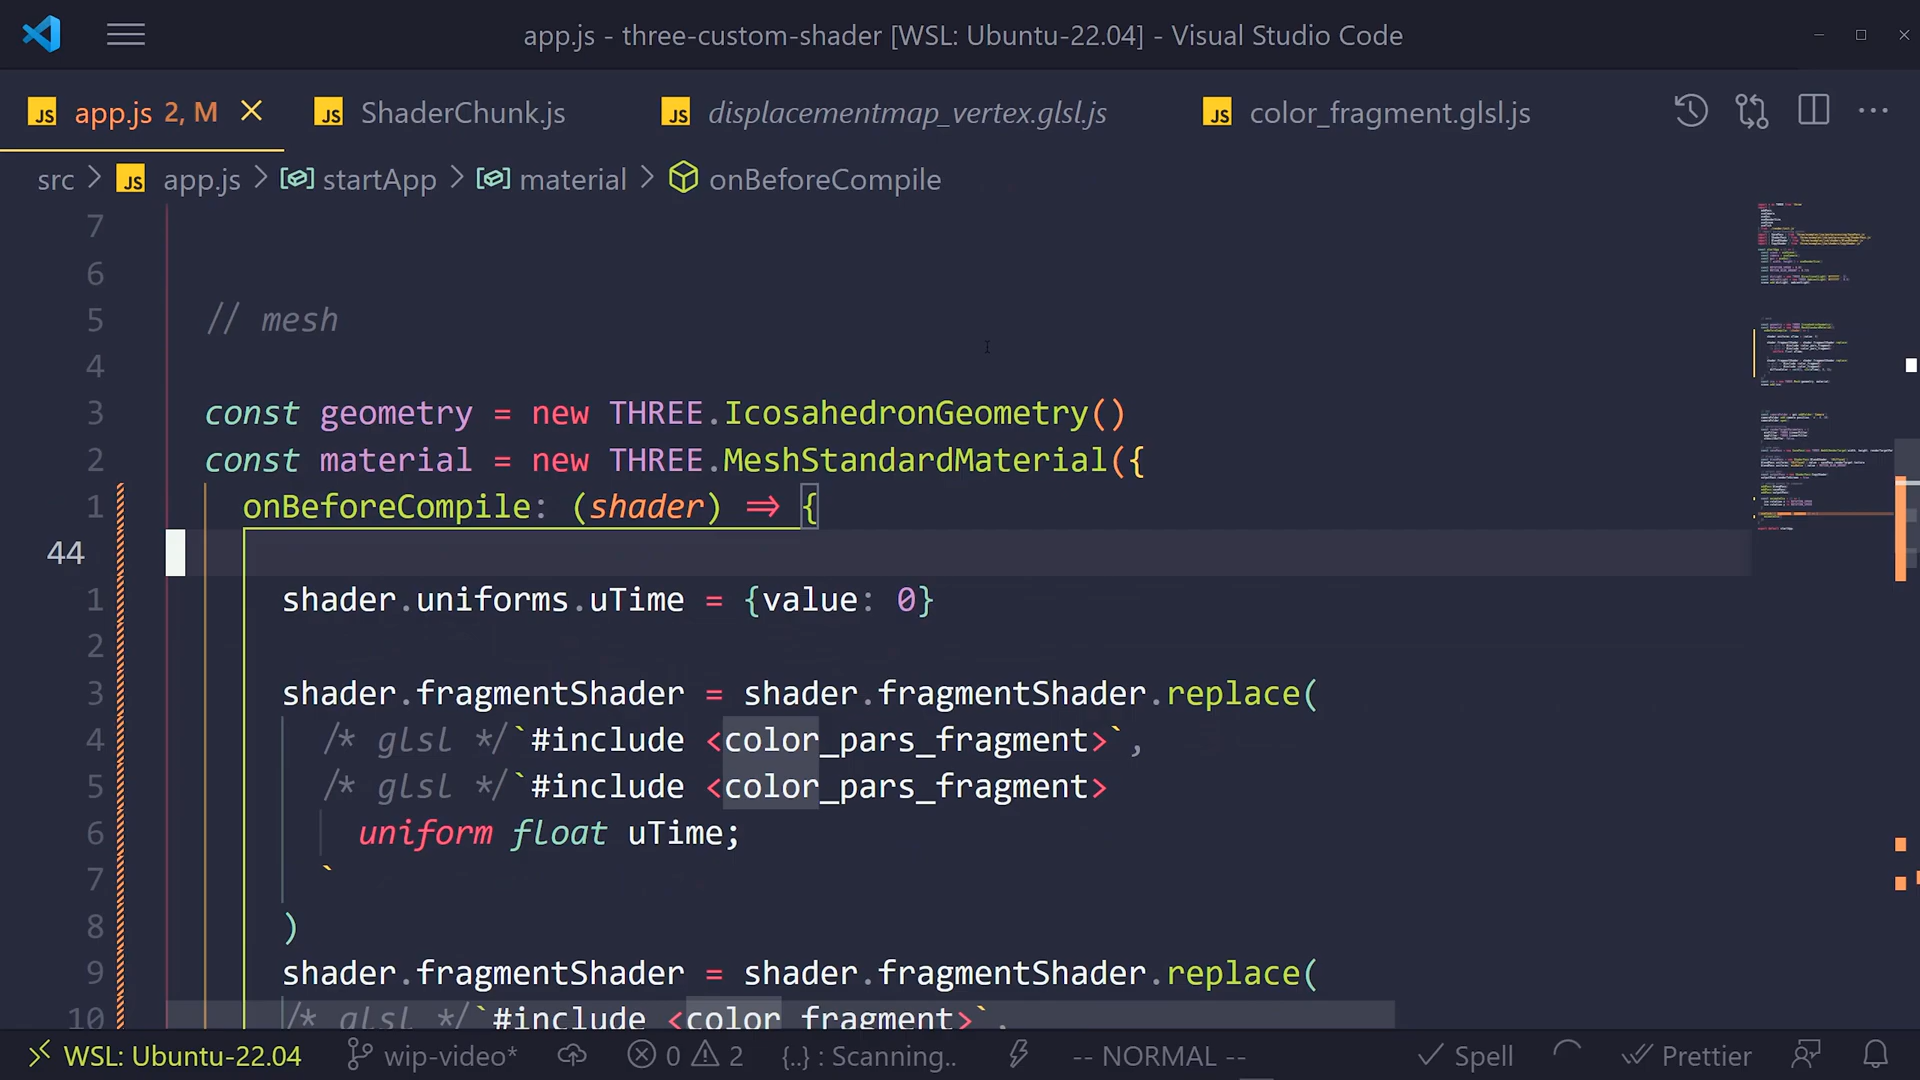 app.js - three-custom-shader [WSL: Ubuntu-22.04] - Visual Studio Code
JS app.js 2, M JS ShaderChunk.js JS displacementmap_vertex.glsl.js JS color_fragment.glsl.js
src > JS app.js > startApp > material > onBeforeCompile
7
6
5 // mesh
4
3 const geometry = new THREE.IcosahedronGeometry()
2 const material = new THREE.MeshStandardMaterial({
1 onBeforeCompile: (shader) => {
44
1 shader.uniforms.uTime = {value: 0}
2
3 shader.fragmentShader = shader.fragmentShader.replace(
4 /* glsl */`#include <color_pars_fragment>`,
5 /* glsl */`#include <color_pars_fragment>
6 uniform float uTime;
7 `
8 )
9 shader.fragmentShader = shader.fragmentShader.replace(
10 /* glsl */`#include <color_fragment>`,
WSL: Ubuntu-22.04 wip-video* 0 2 {..} : Scanning.. -- NORMAL -- Spell Prettier